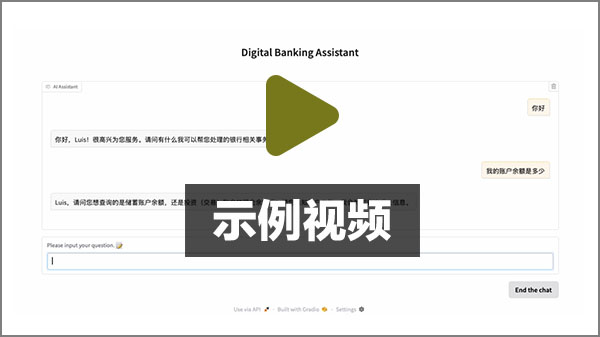 Digital Banking Assistant
AI Assistant
你好
你好，Luis！很高兴为您服务。请问有什么我可以帮您处理的银行相关事务
我的账户余额是多少
Luis，请问您想查询的是储蓄账户余额，还是投资（交易
信息。
示例视频
Please input your question. 📝
End the chat
Use via API 🚀 · Built with Gradio 🧡 · Settings ⚙️